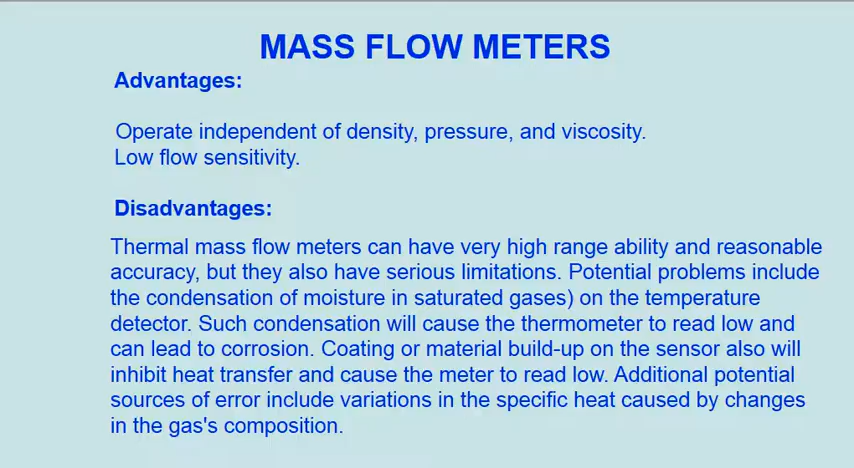 MASS FLOW METERS
Advantages:
Operate independent of density, pressure, and viscosity.
Low flow sensitivity.
Disadvantages:
Thermal mass flow meters can have very high range ability and reasonable
accuracy, but they also have serious limitations. Potential problems include
the condensation of moisture in saturated gases) on the temperature
detector. Such condensation will cause the thermometer to read low and
can lead to corrosion. Coating or material build-up on the sensor also will
inhibit heat transfer and cause the meter to read low. Additional potential
sources of error include variations in the specific heat caused by changes
in the gas's composition.